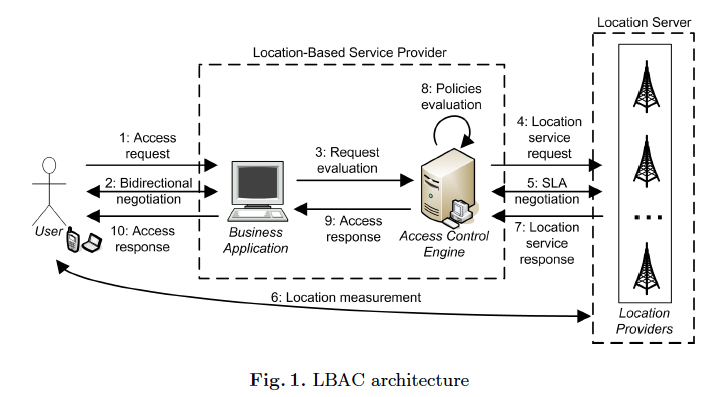 Location Server
Location-Based Service Provider
8: Policies
evaluation
1: Access
request
2: Bidirectional
negotiation
10: Access
response
User
3: Request
evaluation
9: Access
response
Business
Application
Access Control
Engine
4: Location
service
request
5: SLA
negotiation
7: Location
service
response
...
Location
Providers
6: Location measurement
Fig. 1. LBAC architecture